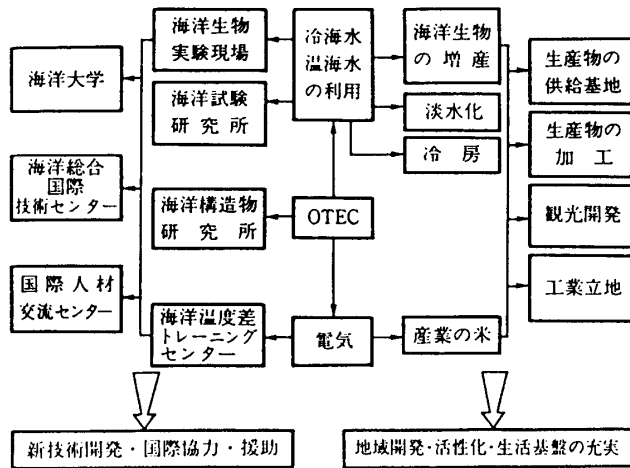 海洋大学
海洋総合
国際
技術センター
国際人材
交流センター
海洋生物
実験現場
海洋試験
研究所
海洋構造物
研究所
海洋温度差
トレーニング
センター
冷海水
温海水
の利用
OTEC
電気
海洋生物
の増産
淡水化
冷房
産業の米
生産物の
供給基地
生産物の
加工
観光開発
工業立地
新技術開発・国際協力・援助
地域開発・活性化・生活基盤の充実